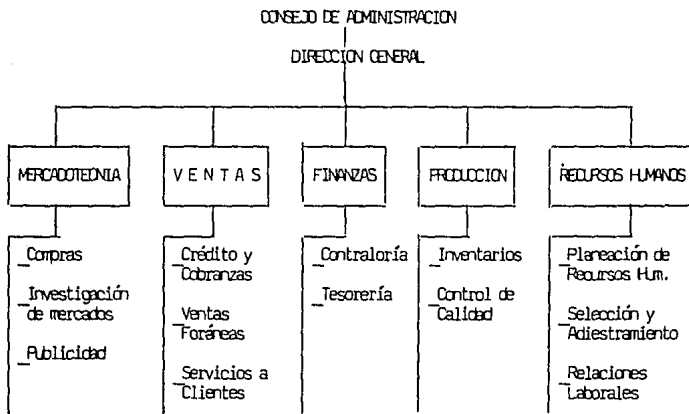 CONSEJO DE ADMINISTRACION
DIRECCION GENERAL
MERCADOTECNIA
VENTAS
FINANZAS
PRODUCCION
RECURSOS HUMANOS
Compras
Investigación
de mercados
Publicidad
Crédito y
Cobranzas
Ventas
Foráneas
Servicios a
Clientes
Contraloría
Tesorería
Inventarios
Control de
Calidad
Planeación de
Recursos Hum.
Selección y
Adiestramiento
Relaciones
Laborales